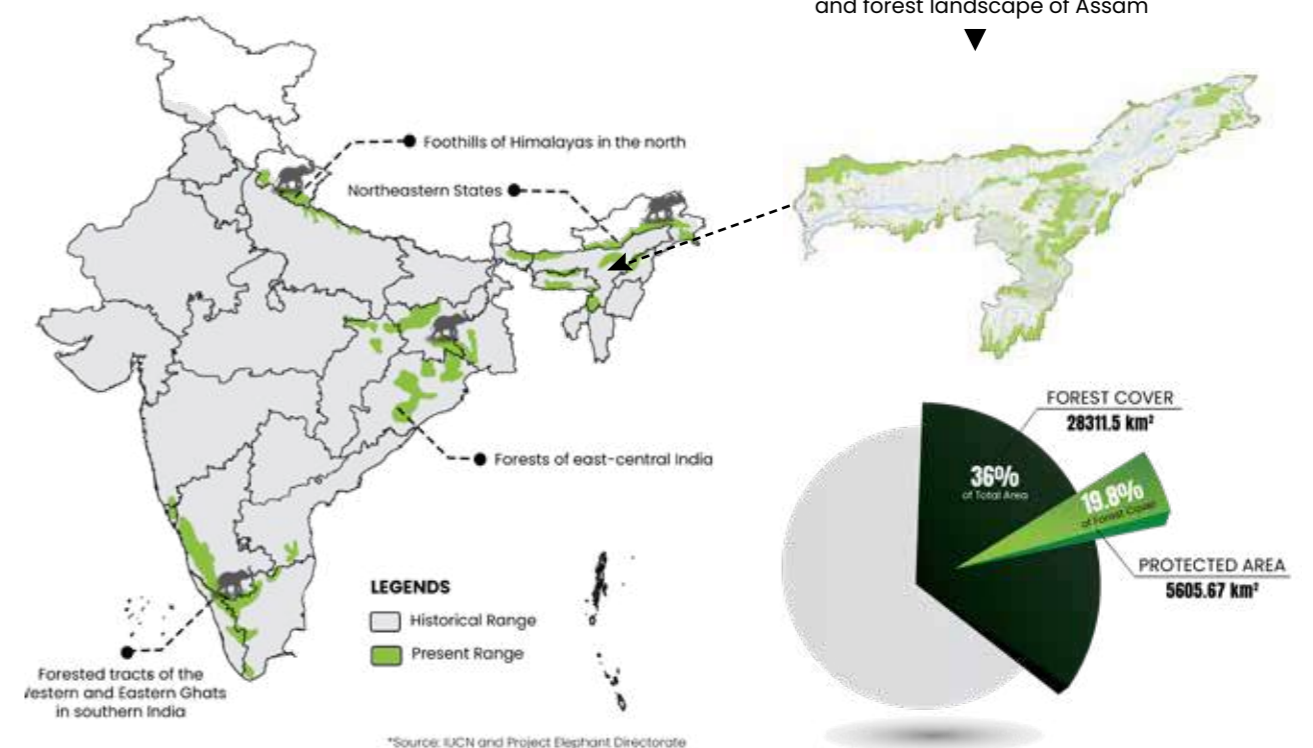 and forest landscape of Assam
Foothills of Himalayas in the north
Northeastern States
Forests of east-central India
LEGENDS
Historical Range
Present Range
Forested tracts of the
Western and Eastern Ghats
in southern India
*Source: IUCN and Project Elephant Directorate
FOREST COVER
28311.5 km²
36%
of Total Area
19.8%
of Forest Cover
PROTECTED AREA
5605.67 km²